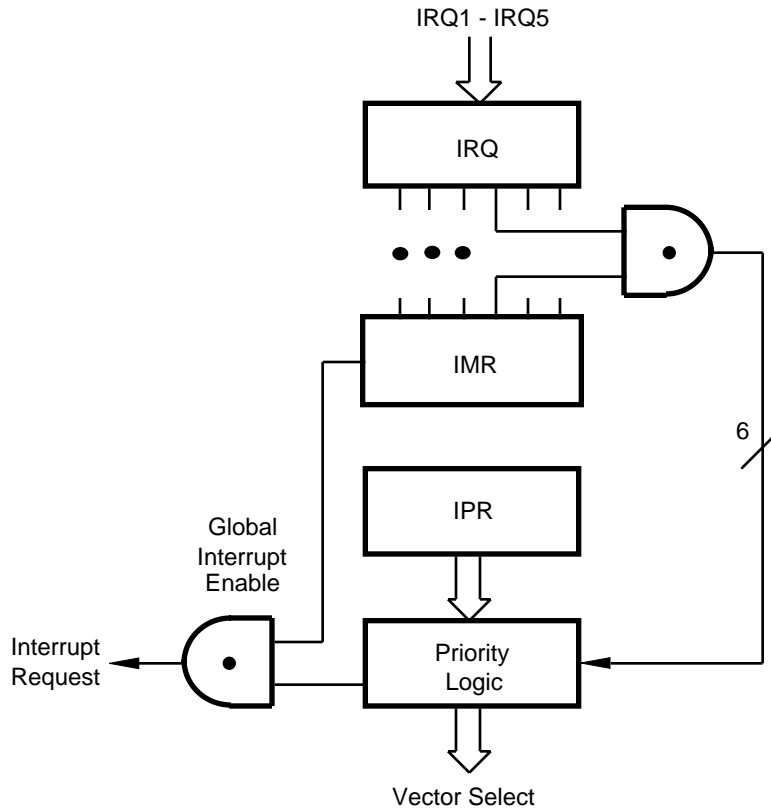 IRQ1 - IRQ5
IRQ
IMR
6
IPR
Global
Interrupt
Enable
Interrupt
Request
Priority
Logic
Vector Select